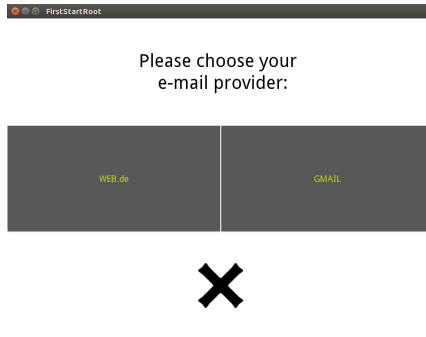 FirstStartRoot
Please choose your
e-mail provider:
WEB.de
GMAIL